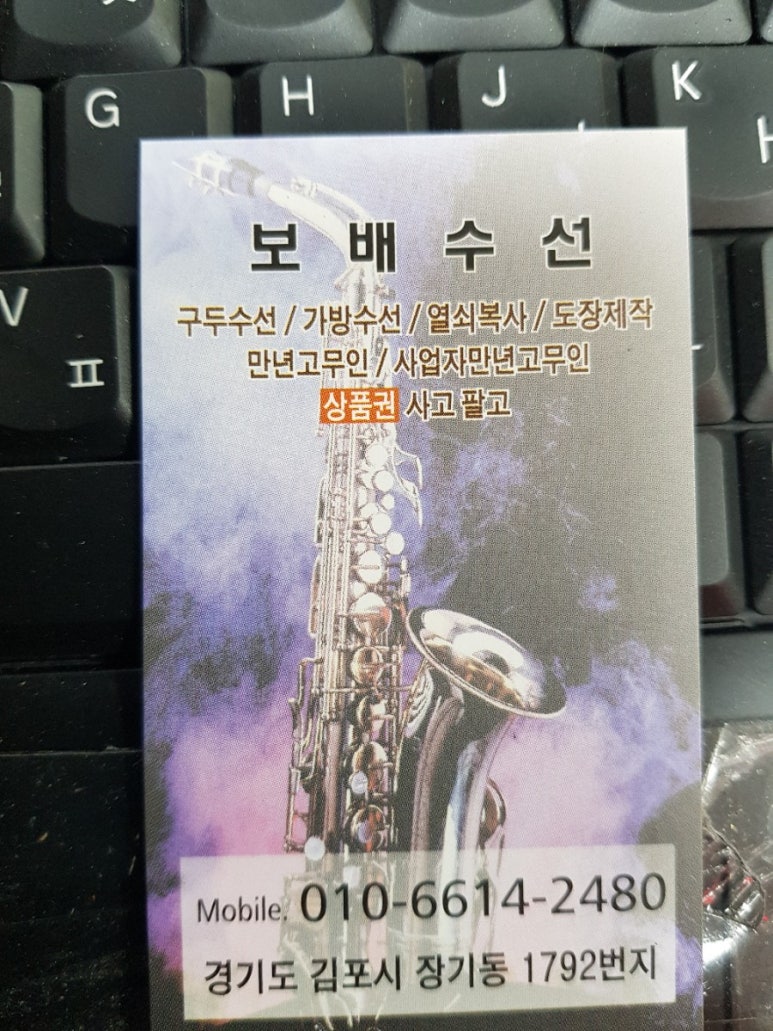 G
H
J
K
V
ㅍ
보배수선
구두수선 / 가방수선 / 열쇠복사 / 도장제작
만년고무인 / 사업자만년고무인
상품권 사고 팔고
Mobile. 010-6614-2480
경기도 김포시 장기동 1792번지